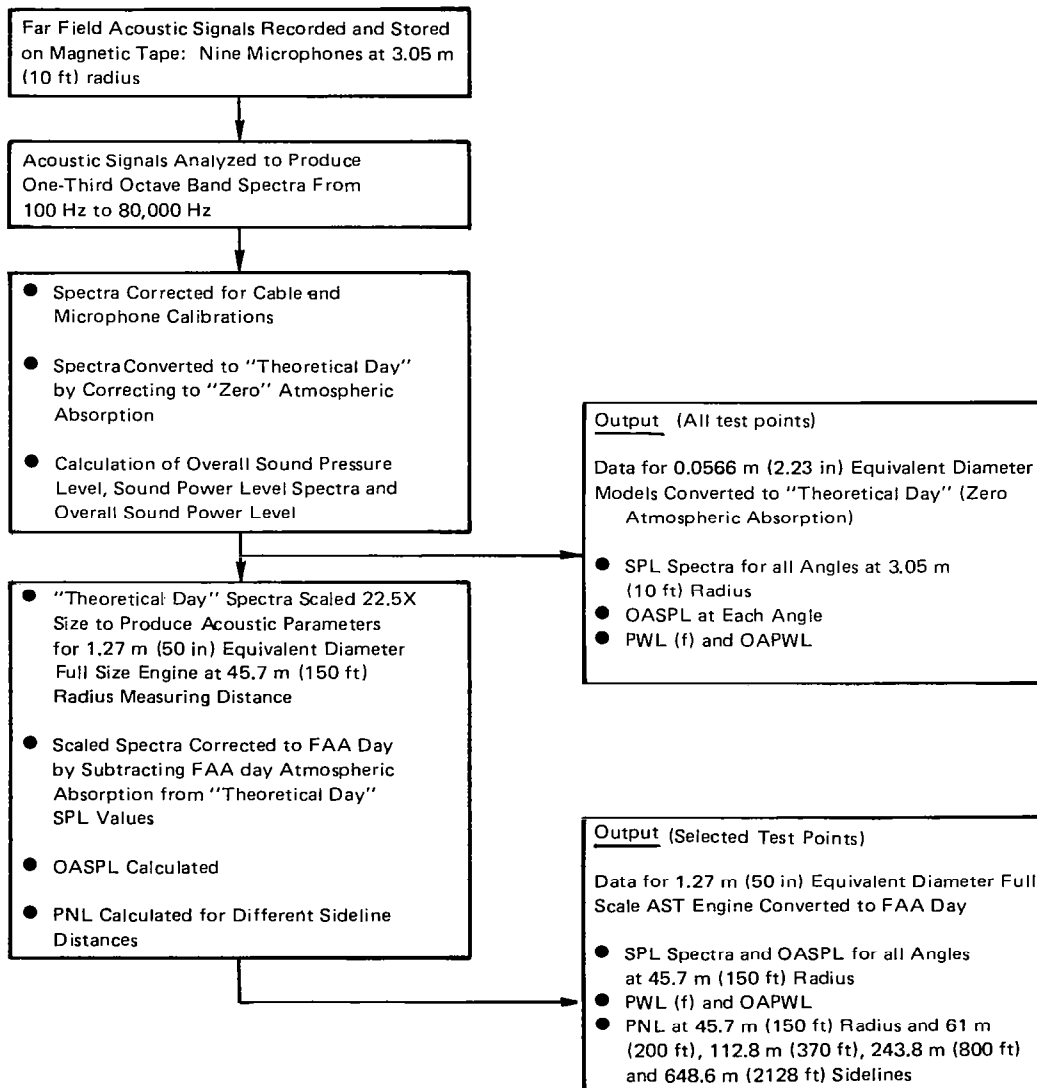 Far Field Acoustic Signals Recorded and Stored
on Magnetic Tape: Nine Microphones at 3.05 m
(10 ft) radius
Acoustic Signals Analyzed to Produce
One-Third Octave Band Spectra From
100 Hz to 80,000 Hz
● Spectra Corrected for Cable and
Microphone Calibrations
● Spectra Converted to "Theoretical Day"
by Correcting to "Zero" Atmospheric
Absorption
● Calculation of Overall Sound Pressure
Level, Sound Power Level Spectra and
Overall Sound Power Level
Output (All test points)
Data for 0.0566 m (2.23 in) Equivalent Diameter
Models Converted to "Theoretical Day" (Zero
Atmospheric Absorption)
● SPL Spectra for all Angles at 3.05 m
(10 ft) Radius
● OASPL at Each Angle
● PWL (f) and OAPWL
● "Theoretical Day" Spectra Scaled 22.5X
Size to Produce Acoustic Parameters
for 1.27 m (50 in) Equivalent Diameter
Full Size Engine at 45.7 m (150 ft)
Radius Measuring Distance
● Scaled Spectra Corrected to FAA Day
by Subtracting FAA day Atmospheric
Absorption from "Theoretical Day"
SPL Values
● OASPL Calculated
● PNL Calculated for Different Sideline
Distances
Output (Selected Test Points)
Data for 1.27 m (50 in) Equivalent Diameter Full
Scale AST Engine Converted to FAA Day
● SPL Spectra and OASPL for all Angles
at 45.7 m (150 ft) Radius
● PWL (f) and OAPWL
● PNL at 45.7 m (150 ft) Radius and 61 m
(200 ft), 112.8 m (370 ft), 243.8 m (800 ft)
and 648.6 m (2128 ft) Sidelines